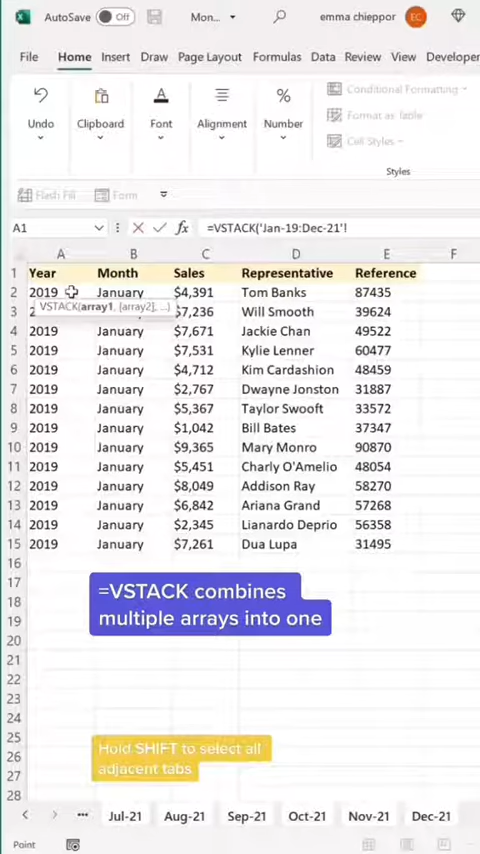 AutoSave Off Mon... emma chieppor EC
File Home Insert Draw Page Layout Formulas Data Review View Developer
Undo Clipboard Font Alignment Number
Conditional Formatting
Format as Table
Cell Styles
Styles
Flash Fill Form
A1 fx =VSTACK('Jan-19:Dec-21'!
A B C D E F
1 Year Month Sales Representative Reference
2 2019 January $4,391 Tom Banks 87435
VSTACK(array1, [array2], ...)
3 2 $7,236 Will Smooth 39624
4 2019 January $7,671 Jackie Chan 49522
5 2019 January $7,531 Kylie Lenner 60477
6 2019 January $4,712 Kim Cardashion 48459
7 2019 January $2,767 Dwayne Jonston 31887
8 2019 January $5,367 Taylor Swooft 33572
9 2019 January $1,042 Bill Bates 37347
10 2019 January $9,365 Mary Monro 90870
11 2019 January $5,451 Charly O'Amelio 48054
12 2019 January $8,049 Addison Ray 58270
13 2019 January $6,842 Ariana Grand 57268
14 2019 January $2,345 Lianardo Deprio 56358
15 2019 January $7,261 Dua Lupa 31495
16
17
=VSTACK combines
18
multiple arrays into one
19
20
21
22
23
24
25
Hold SHIFT to select all
26
adjacent tabs
27
28
... Jul-21 Aug-21 Sep-21 Oct-21 Nov-21 Dec-21
Point